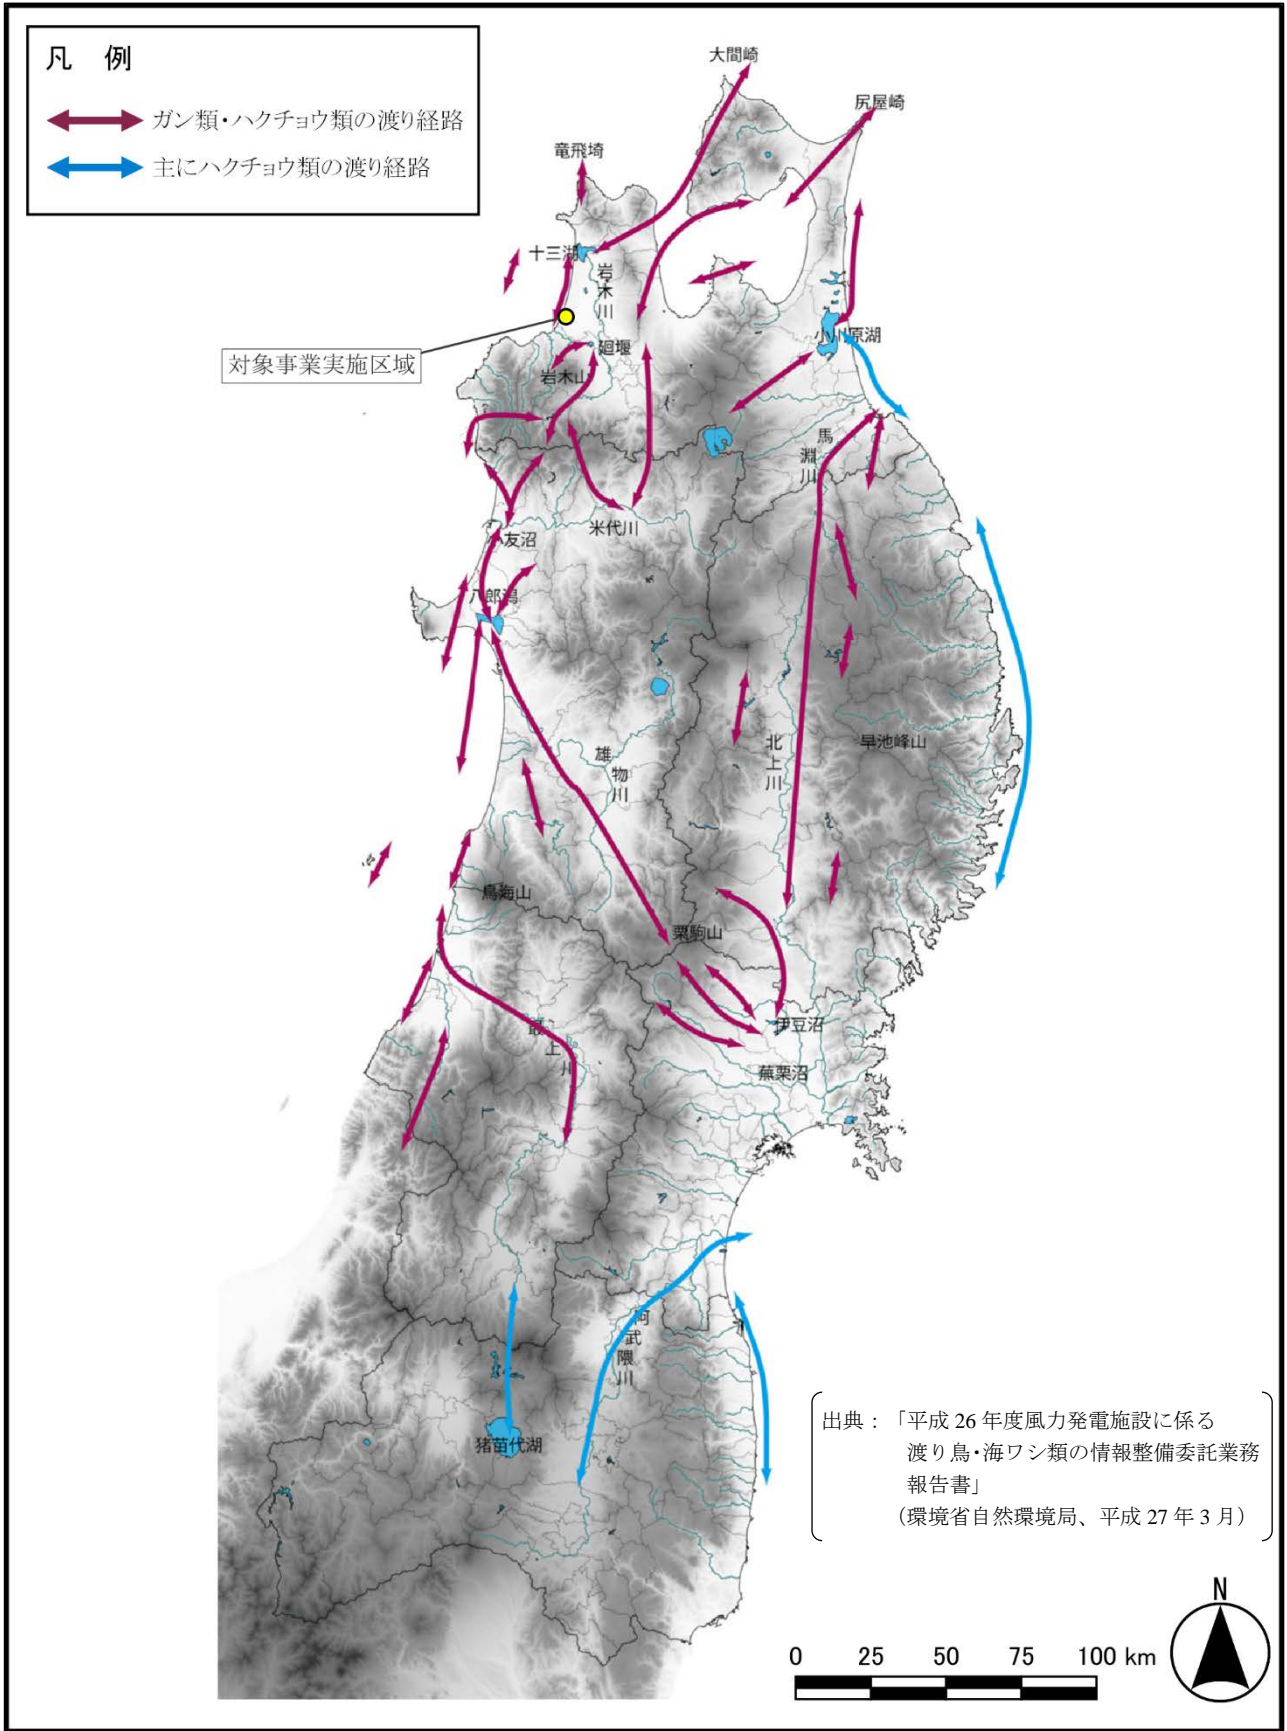 凡 例
ガン類・ハクチョウ類の渡り経路
主にハクチョウ類の渡り経路
大間崎
尻屋崎
竜飛埼
十三湖
岩木川
対象事業実施区域
小川原湖
廻堰
岩木山
馬淵川
米代川
小友沼
八郎潟
雄物川
北上川
早池峰山
鳥海山
栗駒山
伊豆沼
最上川
蕪栗沼
阿武隈川
猪苗代湖
出典：「平成 26 年度風力発電施設に係る
渡り鳥・海ワシ類の情報整備委託業務
報告書」
（環境省自然環境局、平成 27 年 3 月）
N
0 25 50 75 100 km